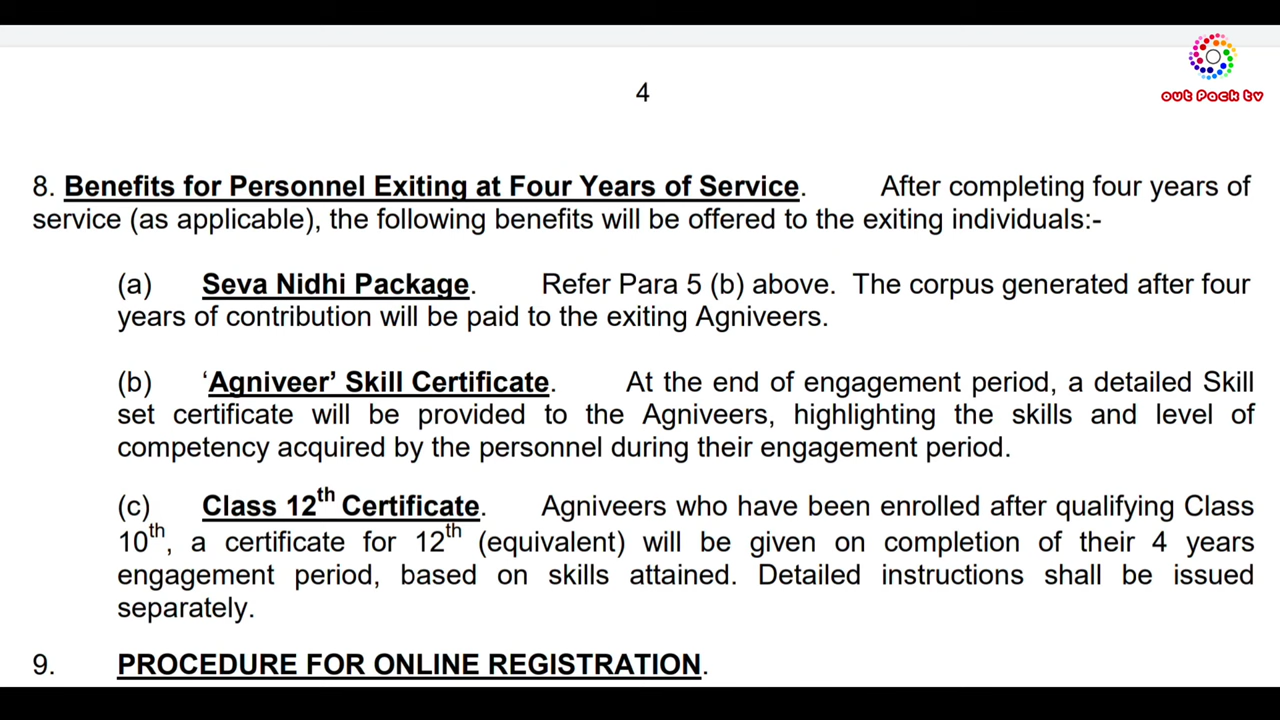 out Pack tv
4
8. Benefits for Personnel Exiting at Four Years of Service. After completing four years of
service (as applicable), the following benefits will be offered to the exiting individuals:-
(a) Seva Nidhi Package. Refer Para 5 (b) above. The corpus generated after four
years of contribution will be paid to the exiting Agniveers.
(b) ‘Agniveer’ Skill Certificate. At the end of engagement period, a detailed Skill
set certificate will be provided to the Agniveers, highlighting the skills and level of
competency acquired by the personnel during their engagement period.
(c) Class 12th Certificate. Agniveers who have been enrolled after qualifying Class
10th, a certificate for 12th (equivalent) will be given on completion of their 4 years
engagement period, based on skills attained. Detailed instructions shall be issued
separately.
9. PROCEDURE FOR ONLINE REGISTRATION.